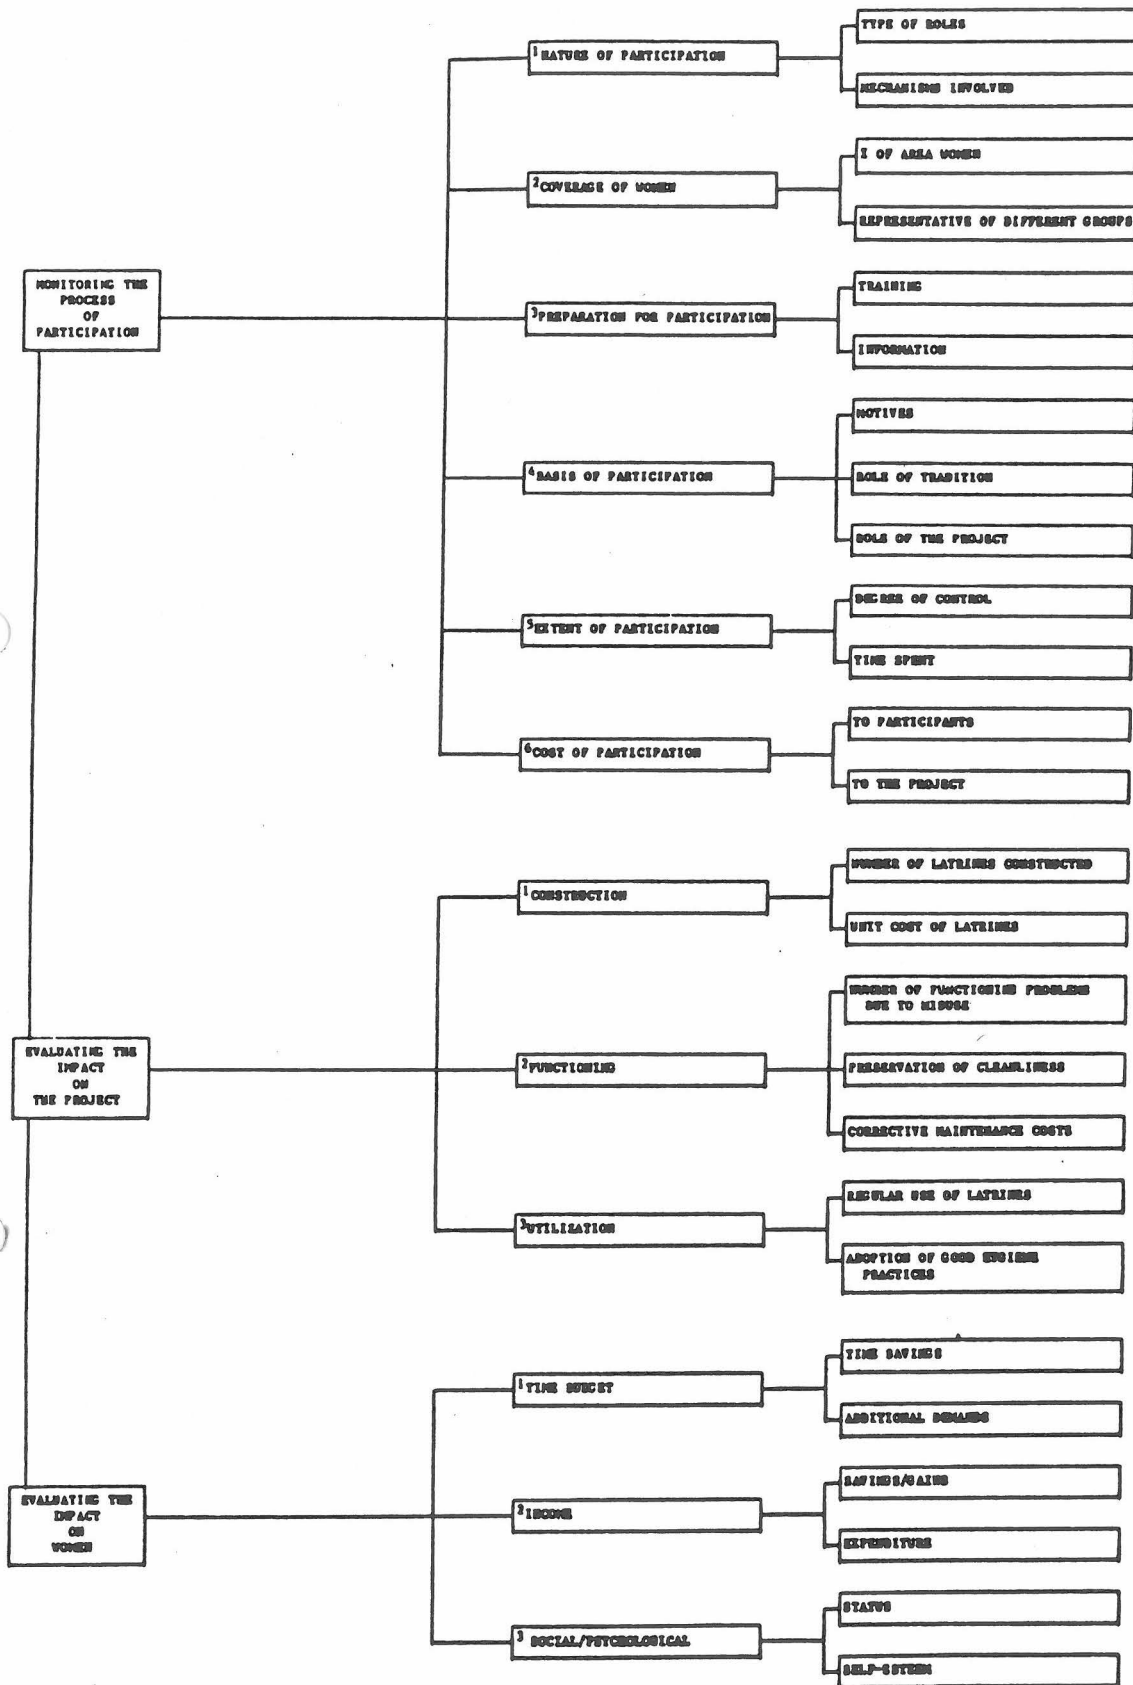 MONITORING THE
PROCESS
OF
PARTICIPATION
1 NATURE OF PARTICIPATION
TYPE OF ROLES
MECHANISMS INVOLVED
2 COVERAGE OF WOMEN
% OF AREA WOMEN
REPRESENTATIVE OF DIFFERENT GROUPS
3 PREPARATION FOR PARTICIPATION
TRAINING
INFORMATION
4 BASIS OF PARTICIPATION
MOTIVES
ROLE OF TRADITION
ROLE OF THE PROJECT
5 EXTENT OF PARTICIPATION
DEGREE OF CONTROL
TIME SPENT
6 COST OF PARTICIPATION
TO PARTICIPANTS
TO THE PROJECT
EVALUATING THE
IMPACT
ON
THE PROJECT
1 CONSTRUCTION
NUMBER OF LATRINES CONSTRUCTED
UNIT COST OF LATRINES
2 FUNCTIONING
NUMBER OF FUNCTIONING PROBLEMS
DUE TO MISUSE
PRESERVATION OF CLEANLINESS
CORRECTIVE MAINTENANCE COSTS
3 UTILIZATION
REGULAR USE OF LATRINES
ADOPTION OF GOOD HYGIENE
PRACTICES
EVALUATING THE
IMPACT
ON
WOMEN
1 TIME BUDGET
TIME SAVINGS
ADDITIONAL DEMANDS
2 INCOME
SAVINGS/GAINS
EXPENDITURE
3 SOCIAL/PSYCHOLOGICAL
STATUS
SELF-ESTEEM